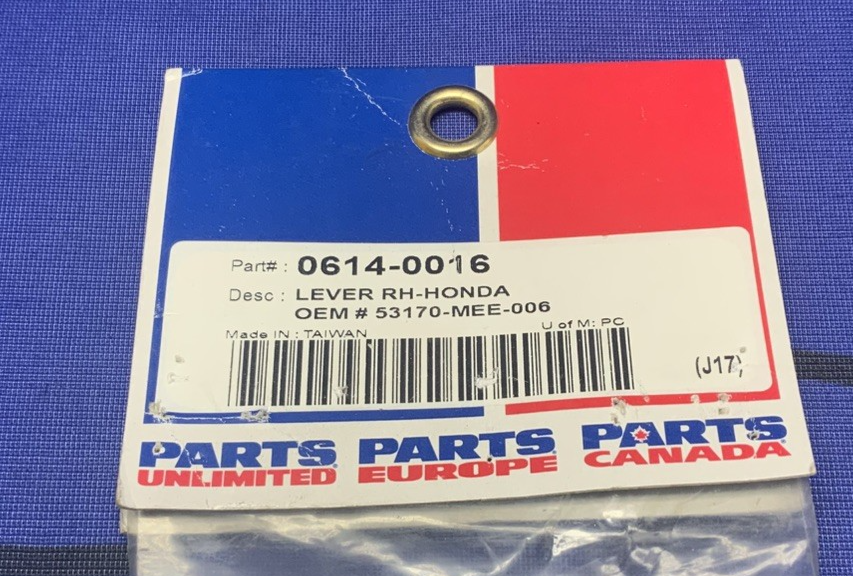 Part# : 0614-0016
Desc : LEVER RH-HONDA
OEM # 53170-MEE-006
Made IN : TAIWAN U of M: PC
(J17)
PARTS UNLIMITED
PARTS EUROPE
PARTS CANADA